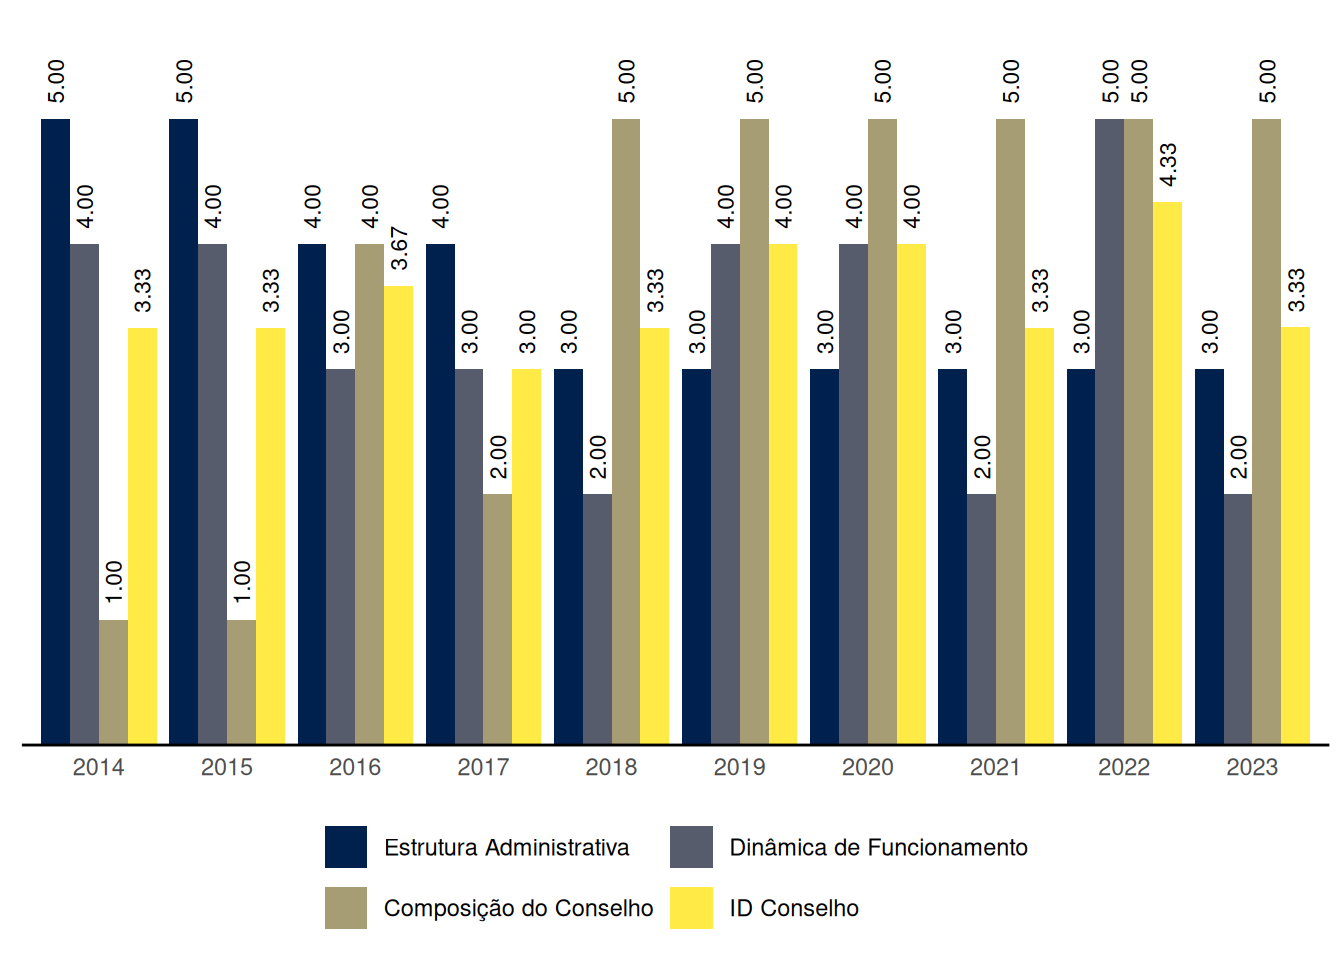 5.00 4.00 1.00 3.33 5.00 4.00 1.00 3.33 4.00 3.00 4.00 3.67 4.00 3.00 2.00 3.00 3.00 2.00 5.00 3.33 3.00 4.00 5.00 4.00 3.00 4.00 5.00 4.00 3.00 2.00 5.00 3.33 3.00 5.00 5.00 4.33 3.00 2.00 5.00 3.33
2014 2015 2016 2017 2018 2019 2020 2021 2022 2023
Estrutura Administrativa Dinâmica de Funcionamento
Composição do Conselho ID Conselho